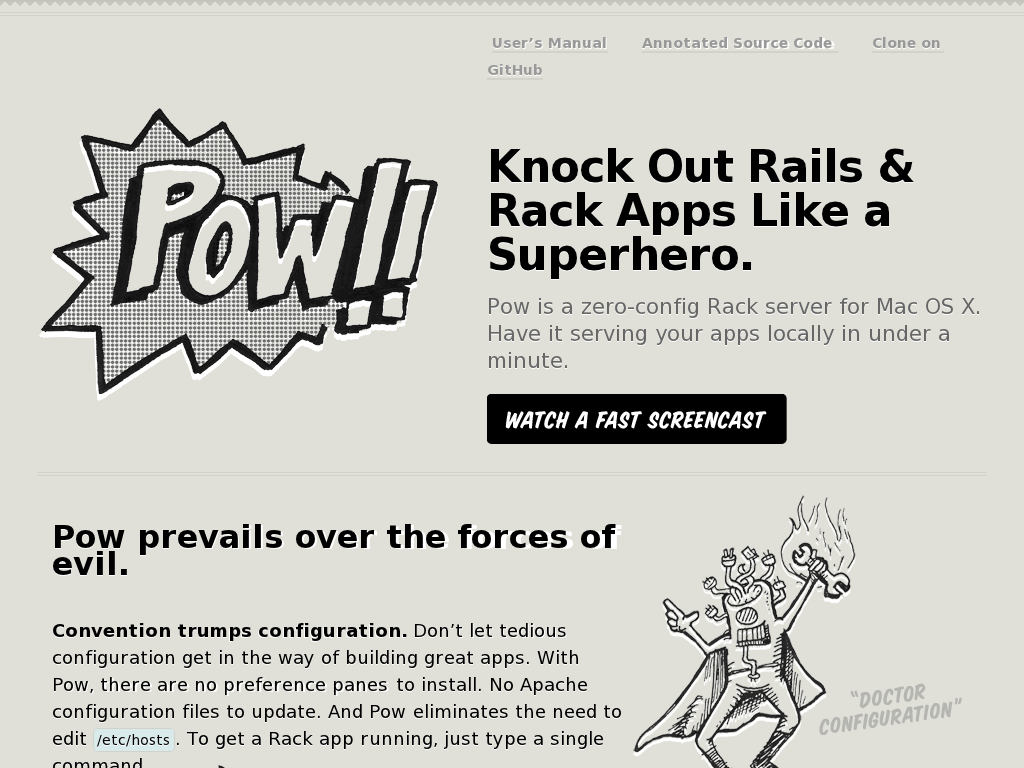 User’s Manual Annotated Source Code Clone on
GitHub
POW!!
Knock Out Rails &
Rack Apps Like a
Superhero.
Pow is a zero-config Rack server for Mac OS X.
Have it serving your apps locally in under a
minute.
WATCH A FAST SCREENCAST
Pow prevails over the forces of
evil.
Convention trumps configuration. Don’t let tedious
configuration get in the way of building great apps. With
Pow, there are no preference panes to install. No Apache
configuration files to update. And Pow eliminates the need to
edit /etc/hosts. To get a Rack app running, just type a single
command.
“DOCTOR
CONFIGURATION”